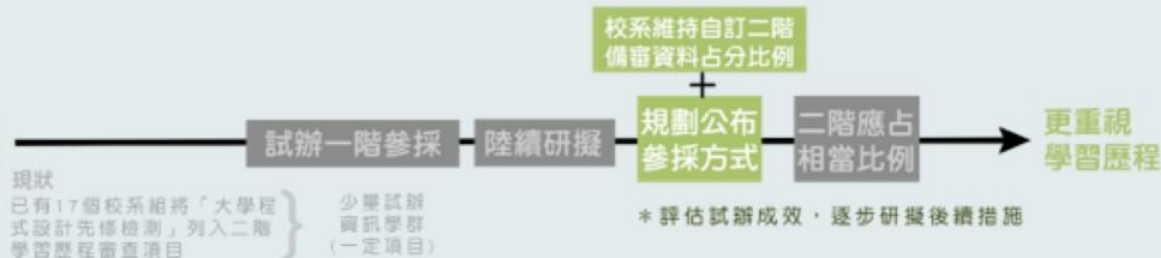 校系維持自訂二階
備審資料占分比例
+
試辦一階參採
陸續研擬
規劃公布
參採方式
二階應占
相當比例
更重視
學習歷程
現狀
已有17個校系組將「大學程
式設計先修檢測」列入二階
學習歷程審查項目
少量試辦
資訊學群
(一定項目)
*評估試辦成效，逐步研擬後續措施